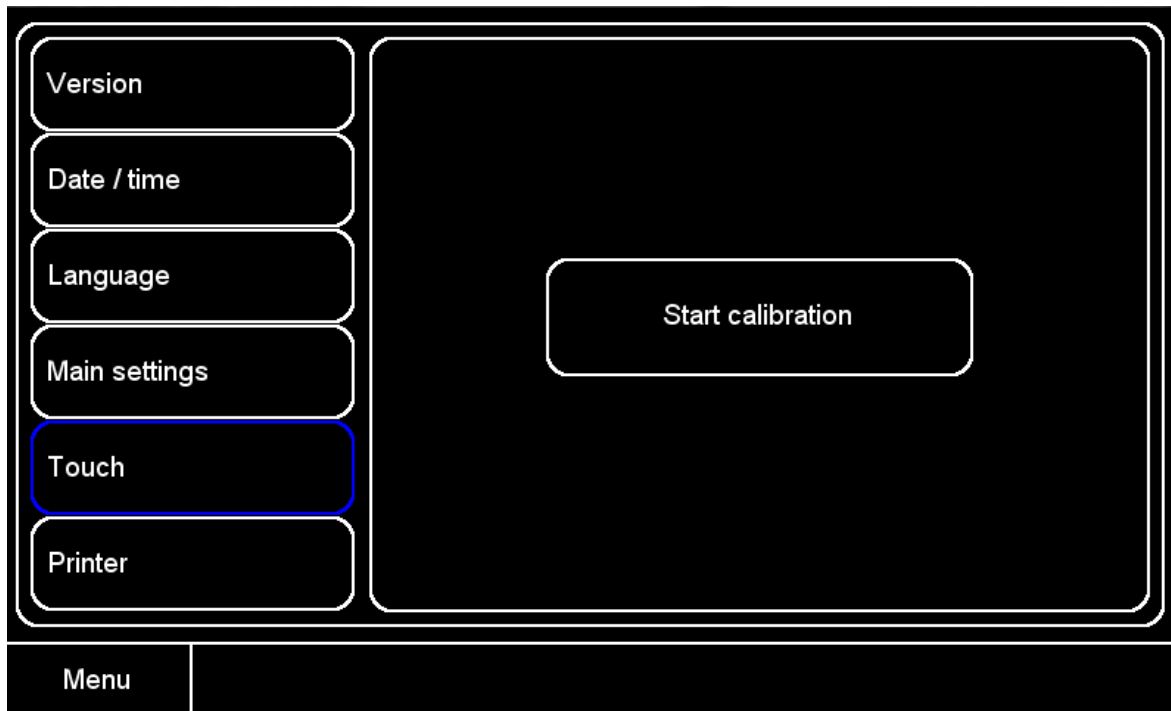 Version
Date / time
Language
Main settings
Touch
Printer
Start calibration
Menu